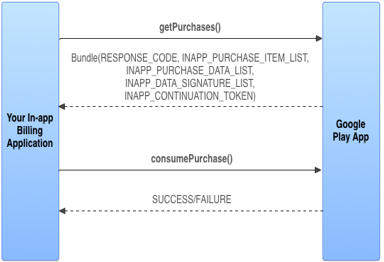 getPurchases()
Bundle(RESPONSE_CODE, INAPP_PURCHASE_ITEM_LIST,
INAPP_PURCHASE_DATA_LIST,
INAPP_DATA_SIGNATURE_LIST,
INAPP_CONTINUATION_TOKEN)
Your In-app
Billing
Application
Google
Play App
consumePurchase()
SUCCESS/FAILURE